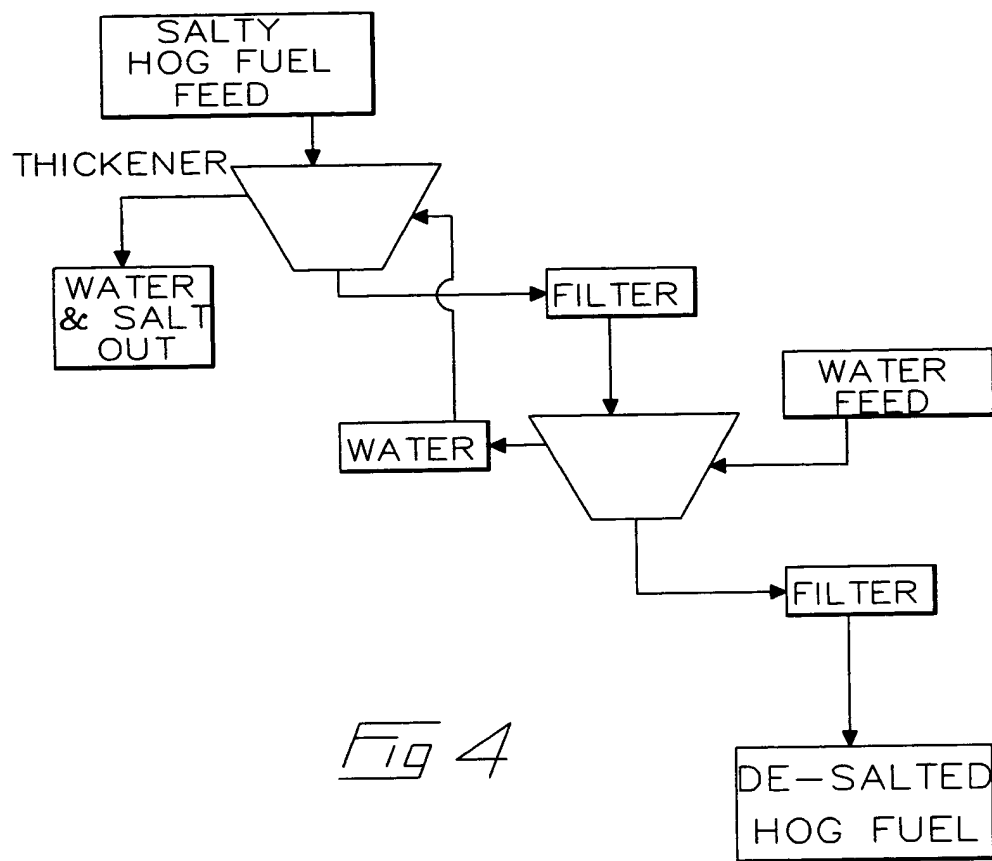 SALTY
HOG FUEL
FEED
THICKENER
WATER
& SALT
OUT
FILTER
WATER
FEED
WATER
FILTER
Fig 4
DE-SALTED
HOG FUEL